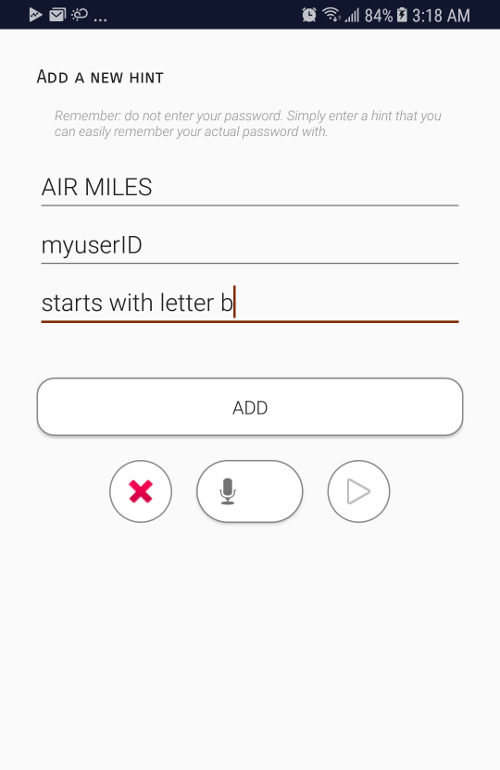 ... 84% 3:18 AM
Add a new hint
Remember: do not enter your password. Simply enter a hint that you
can easily remember your actual password with.
AIR MILES
myuserID
starts with letter b
ADD